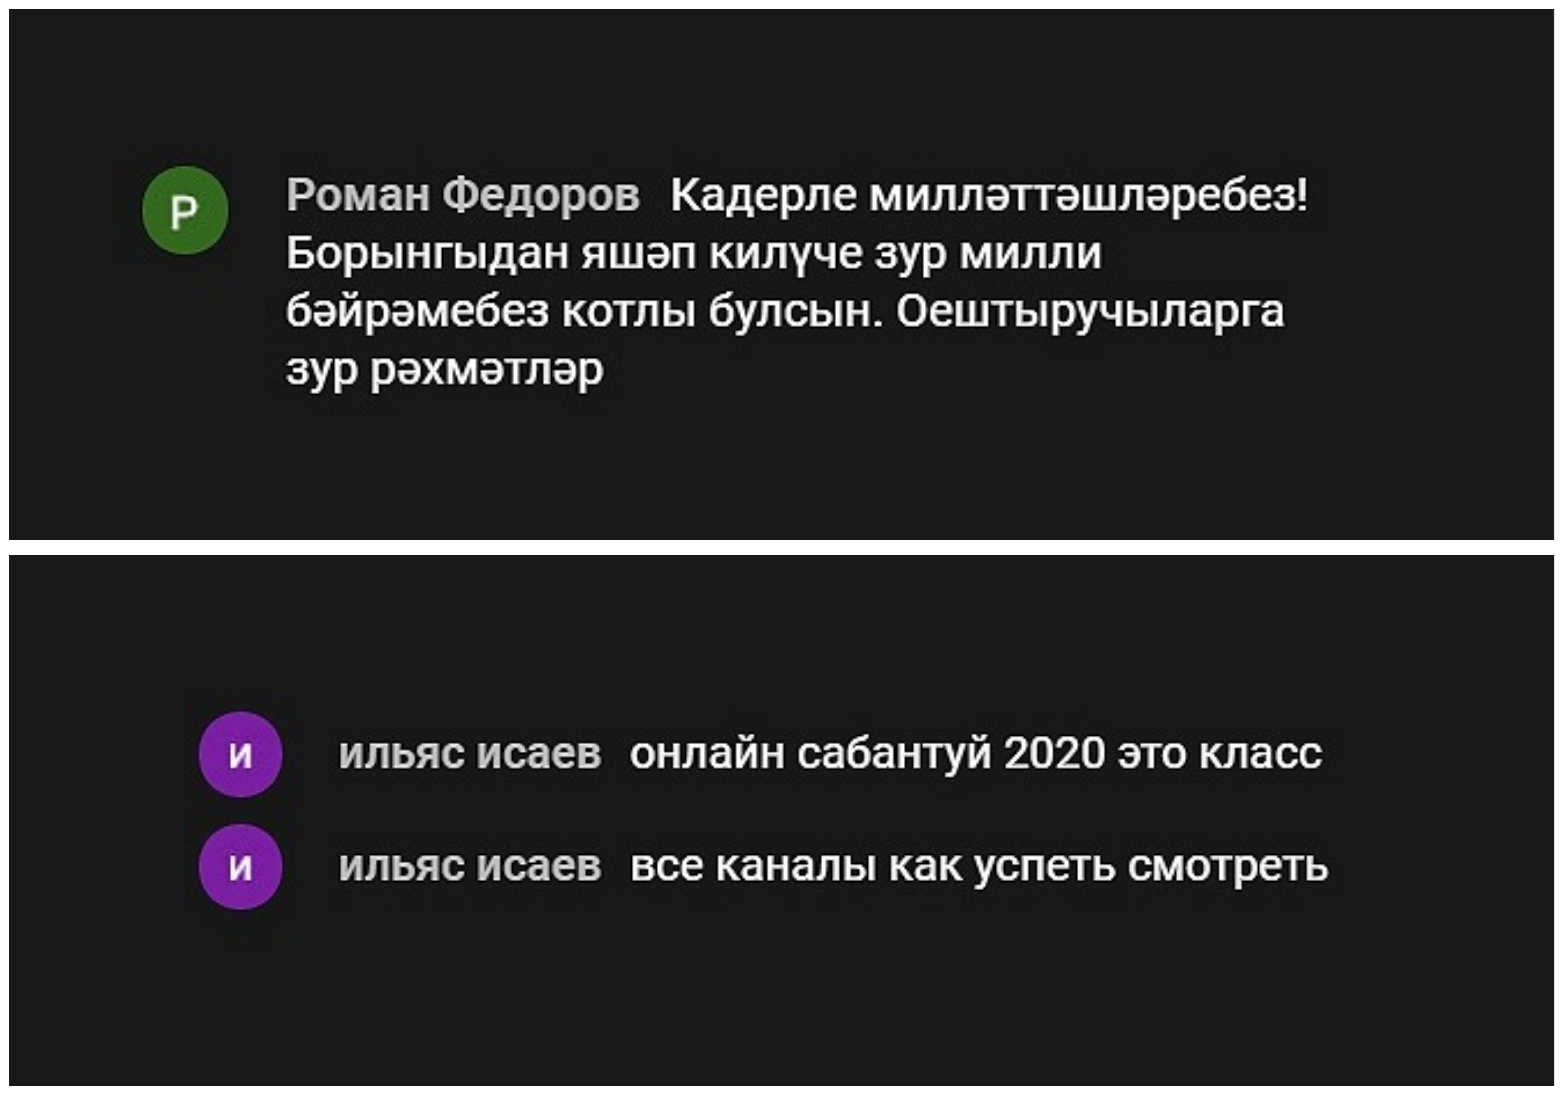 Р
Роман Федоров Кадерле милләттәшләребез!
Борынгыдан яшәп килүче зур милли
бәйрәмебез котлы булсын. Оештыручыларга
зур рәхмәтләр
и
ильяс исаев онлайн сабантуй 2020 это класс
и
ильяс исаев все каналы как успеть смотреть